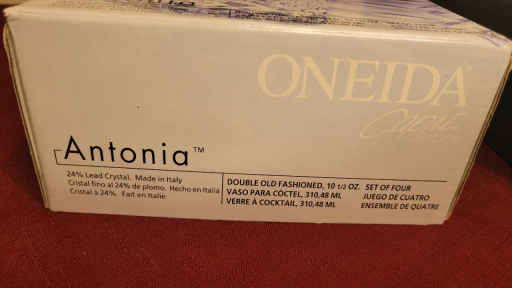 ONEIDA
Antonia™
24% Lead Crystal. Made in Italy
Cristal fino al 24% de plomo. Hecho en Italia
Cristal à 24%. Fait en Italie
DOUBLE OLD FASHIONED, 10 1/2 OZ. SET OF FOUR
VASO PARA CÓCTEL, 310,48 ML JUEGO DE CUATRO
VERRE À COCKTAIL, 310,48 ML ENSEMBLE DE QUATRE